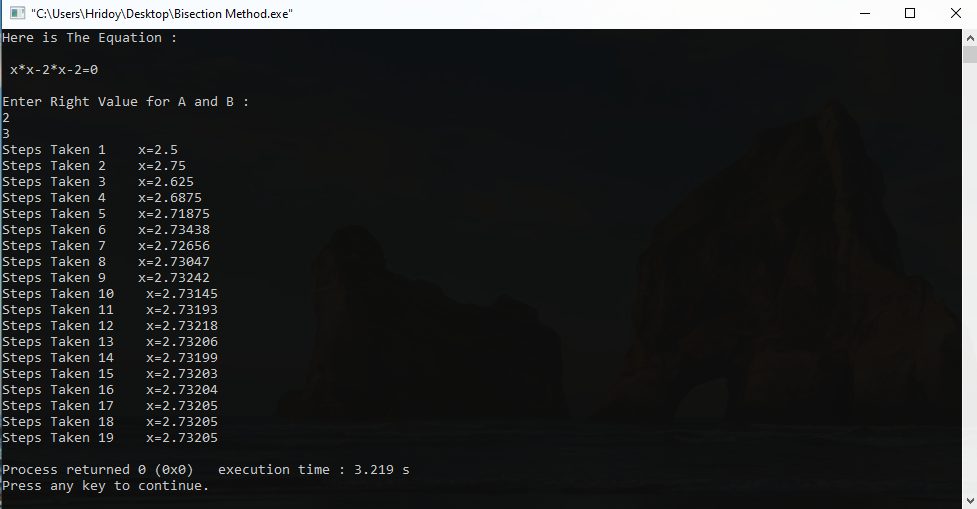 "C:\Users\Hridoy\Desktop\Bisection Method.exe"
Here is The Equation :
x*x-2*x-2=0
Enter Right Value for A and B :
2
3
Steps Taken 1    x=2.5
Steps Taken 2    x=2.75
Steps Taken 3    x=2.625
Steps Taken 4    x=2.6875
Steps Taken 5    x=2.71875
Steps Taken 6    x=2.73438
Steps Taken 7    x=2.72656
Steps Taken 8    x=2.73047
Steps Taken 9    x=2.73242
Steps Taken 10    x=2.73145
Steps Taken 11    x=2.73193
Steps Taken 12    x=2.73218
Steps Taken 13    x=2.73206
Steps Taken 14    x=2.73199
Steps Taken 15    x=2.73203
Steps Taken 16    x=2.73204
Steps Taken 17    x=2.73205
Steps Taken 18    x=2.73205
Steps Taken 19    x=2.73205
Process returned 0 (0x0)   execution time : 3.219 s
Press any key to continue.